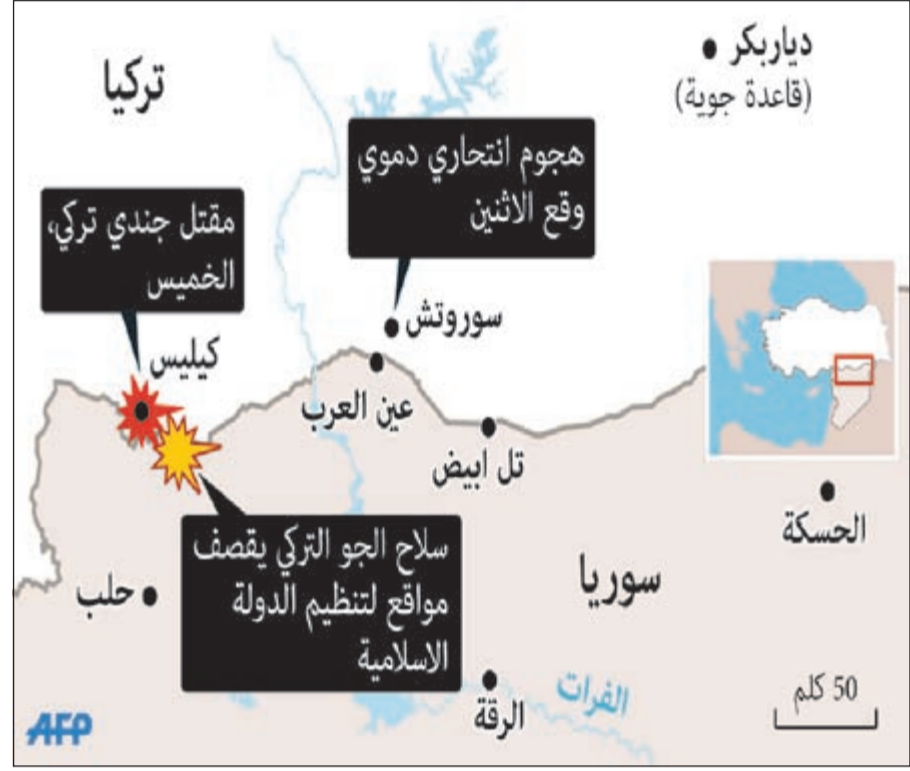 دياربكر
(قاعدة جوية)
تركيا
هجوم انتحاري دموي
وقع الاثنين
مقتل جندي تركي،
الخميس
سوروتش
كيليس
عين العرب
تل ابيض
الحسكة
سلاح الجو التركي يقصف
مواقع لتنظيم الدولة
الاسلامية
سوريا
حلب
الرقة
الفرات
50 كلم
AFP